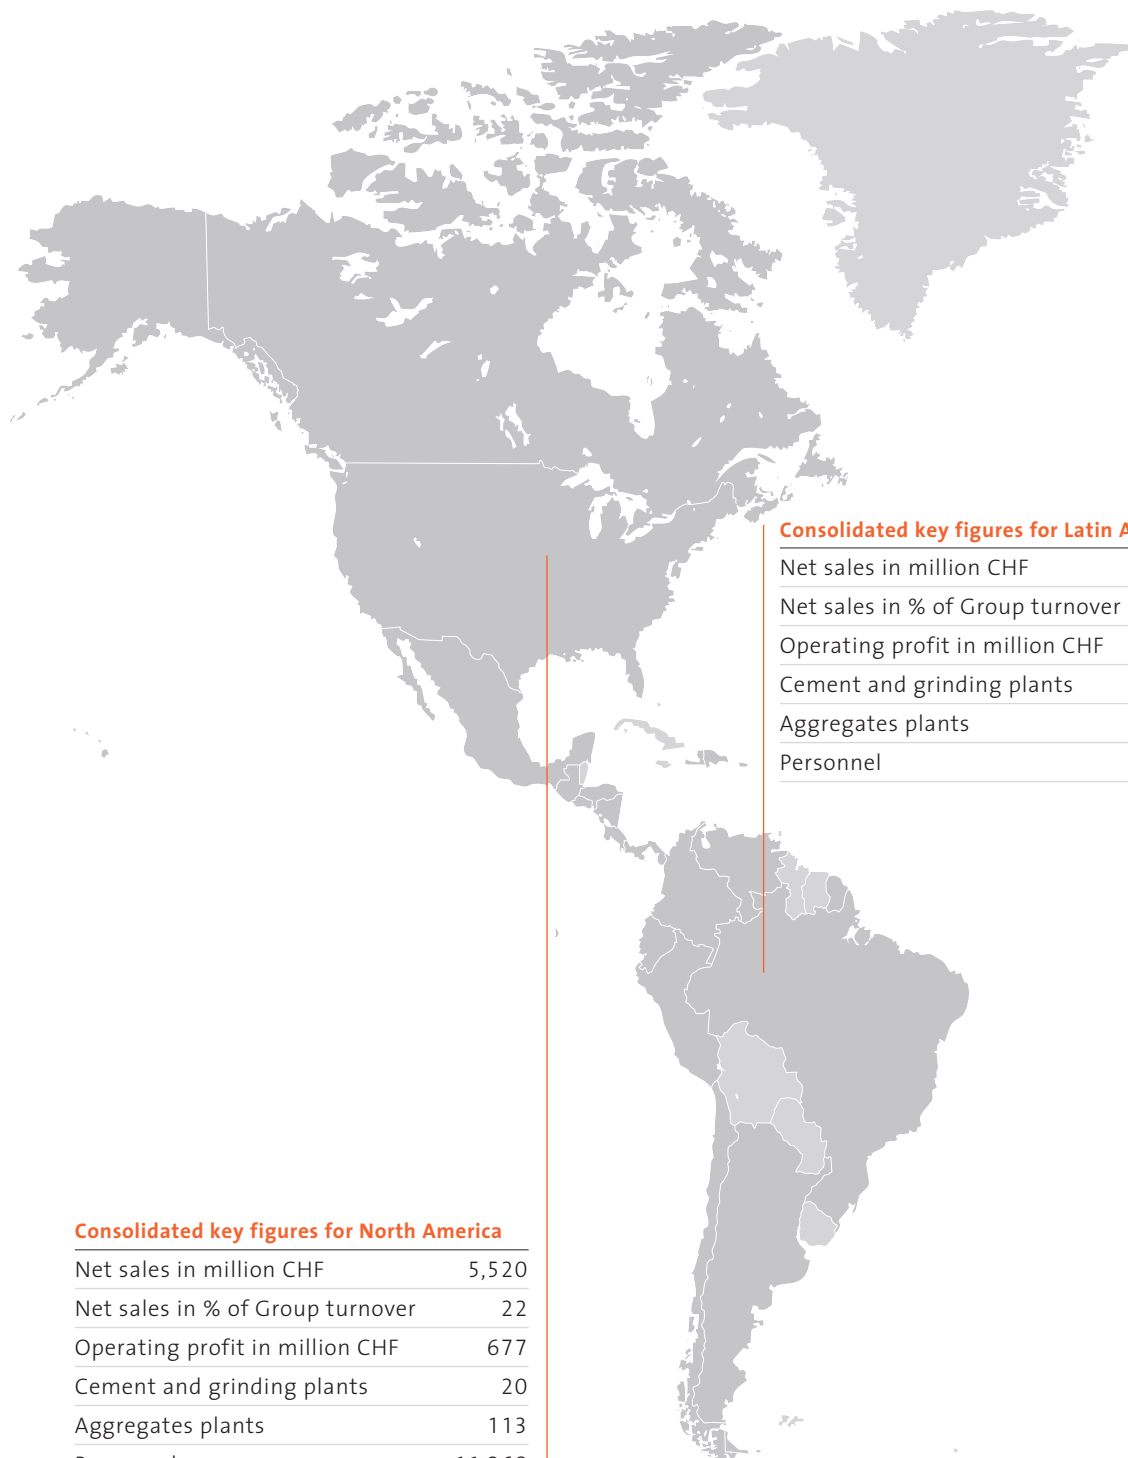 Consolidated key figures for Latin A
Net sales in million CHF
Net sales in % of Group turnover
Operating profit in million CHF
Cement and grinding plants
Aggregates plants
Personnel
Consolidated key figures for North America
Net sales in million CHF 5,520
Net sales in % of Group turnover 22
Operating profit in million CHF 677
Cement and grinding plants 20
Aggregates plants 113